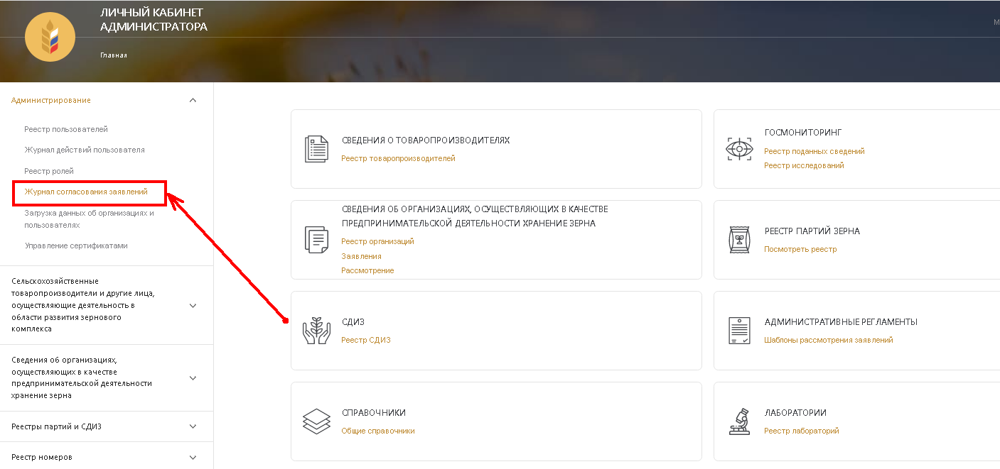 ЛИЧНЫЙ КАБИНЕТ
АДМИНИСТРАТОРА
Главная
Администрирование
Реестр пользователей
Журнал действий пользователя
Реестр ролей
Журнал согласования заявлений
Загрузка данных об организациях и
пользователях
Управление сертификатами
Сельскохозяйственные
товаропроизводители и другие лица,
осуществляющие деятельность в
области развития зернового
комплекса
Сведения об организациях,
осуществляющих в качестве
предпринимательской деятельности
хранение зерна
Реестры партий и СДИЗ
Реестр номеров
СВЕДЕНИЯ О ТОВАРОПРОИЗВОДИТЕЛЯХ
Реестр товаропроизводителей
ГОСМОНИТОРИНГ
Реестр поданных сведений
Реестр исследований
СВЕДЕНИЯ ОБ ОРГАНИЗАЦИЯХ, ОСУЩЕСТВЛЯЮЩИХ В КАЧЕСТВЕ
ПРЕДПРИНИМАТЕЛЬСКОЙ ДЕЯТЕЛЬНОСТИ ХРАНЕНИЕ ЗЕРНА
Реестр организаций
Заявления
Рассмотрение
РЕЕСТР ПАРТИЙ ЗЕРНА
Посмотреть реестр
СДИЗ
Реестр СДИЗ
АДМИНИСТРАТИВНЫЕ РЕГЛАМЕНТЫ
Шаблоны рассмотрения заявлений
СПРАВОЧНИКИ
Общие справочники
ЛАБОРАТОРИИ
Реестр лабораторий